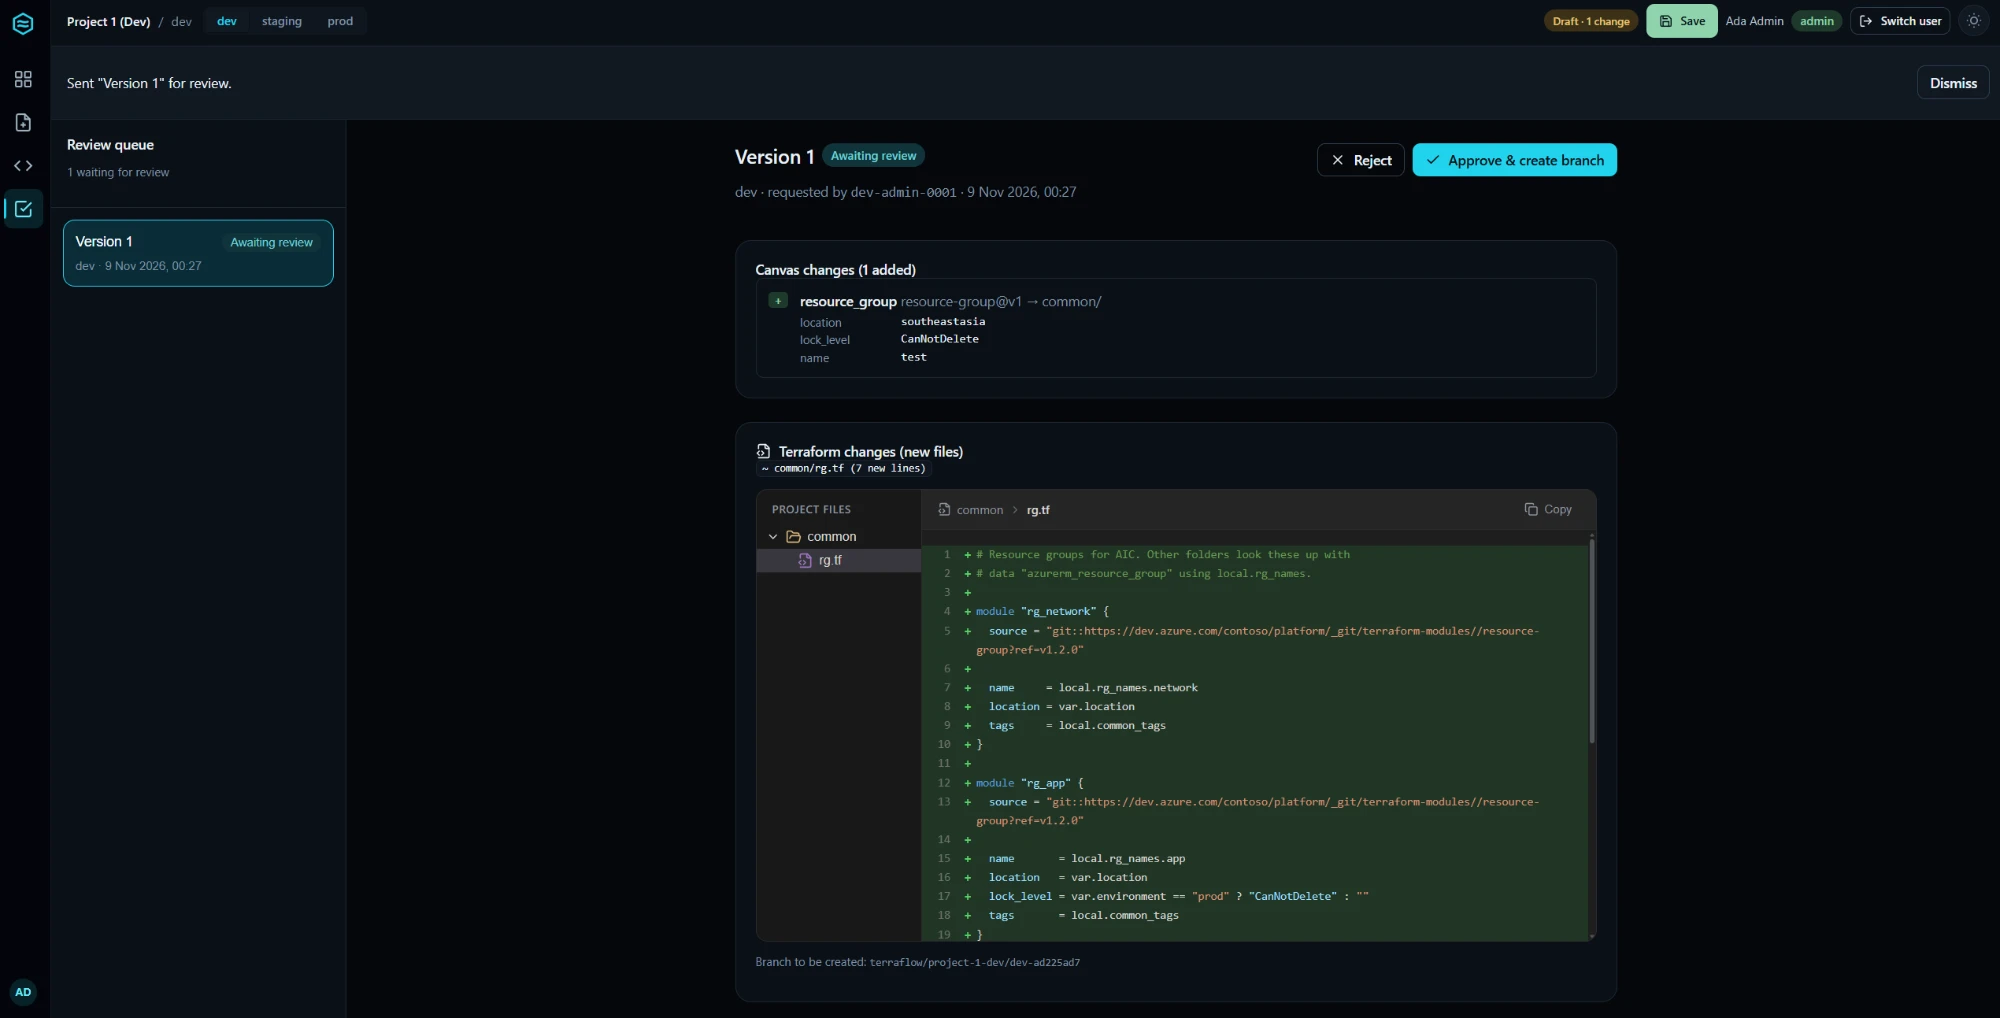 Project 1 (Dev) / dev dev staging prod Draft · 1 change Save Ada Admin admin Switch user
Sent "Version 1" for review. Dismiss
Review queue
1 waiting for review
Version 1 Awaiting review
dev · 9 Nov 2026, 00:27
Version 1 Awaiting review Reject Approve & create branch
dev · requested by dev-admin-0001 · 9 Nov 2026, 00:27
Canvas changes (1 added)
+ resource_group resource-group@v1 → common/
location southeastasia
lock_level CanNotDelete
name test
Terraform changes (new files)
~ common/rg.tf (7 new lines)
PROJECT FILES
common
rg.tf
common > rg.tf Copy
1 + # Resource groups for AIC. Other folders look these up with
2 + # data "azurerm_resource_group" using local.rg_names.
3 +
4 + module "rg_network" {
5 + source = "git::https://dev.azure.com/contoso/platform/_git/terraform-modules//resource-
group?ref=v1.2.0"
6 +
7 + name = local.rg_names.network
8 + location = var.location
9 + tags = local.common_tags
10 + }
11 +
12 + module "rg_app" {
13 + source = "git::https://dev.azure.com/contoso/platform/_git/terraform-modules//resource-
group?ref=v1.2.0"
14 +
15 + name = local.rg_names.app
16 + location = var.location
17 + lock_level = var.environment == "prod" ? "CanNotDelete" : ""
18 + tags = local.common_tags
19 + }
Branch to be created: terraflow/project-1-dev/dev-ad225ad7
AD